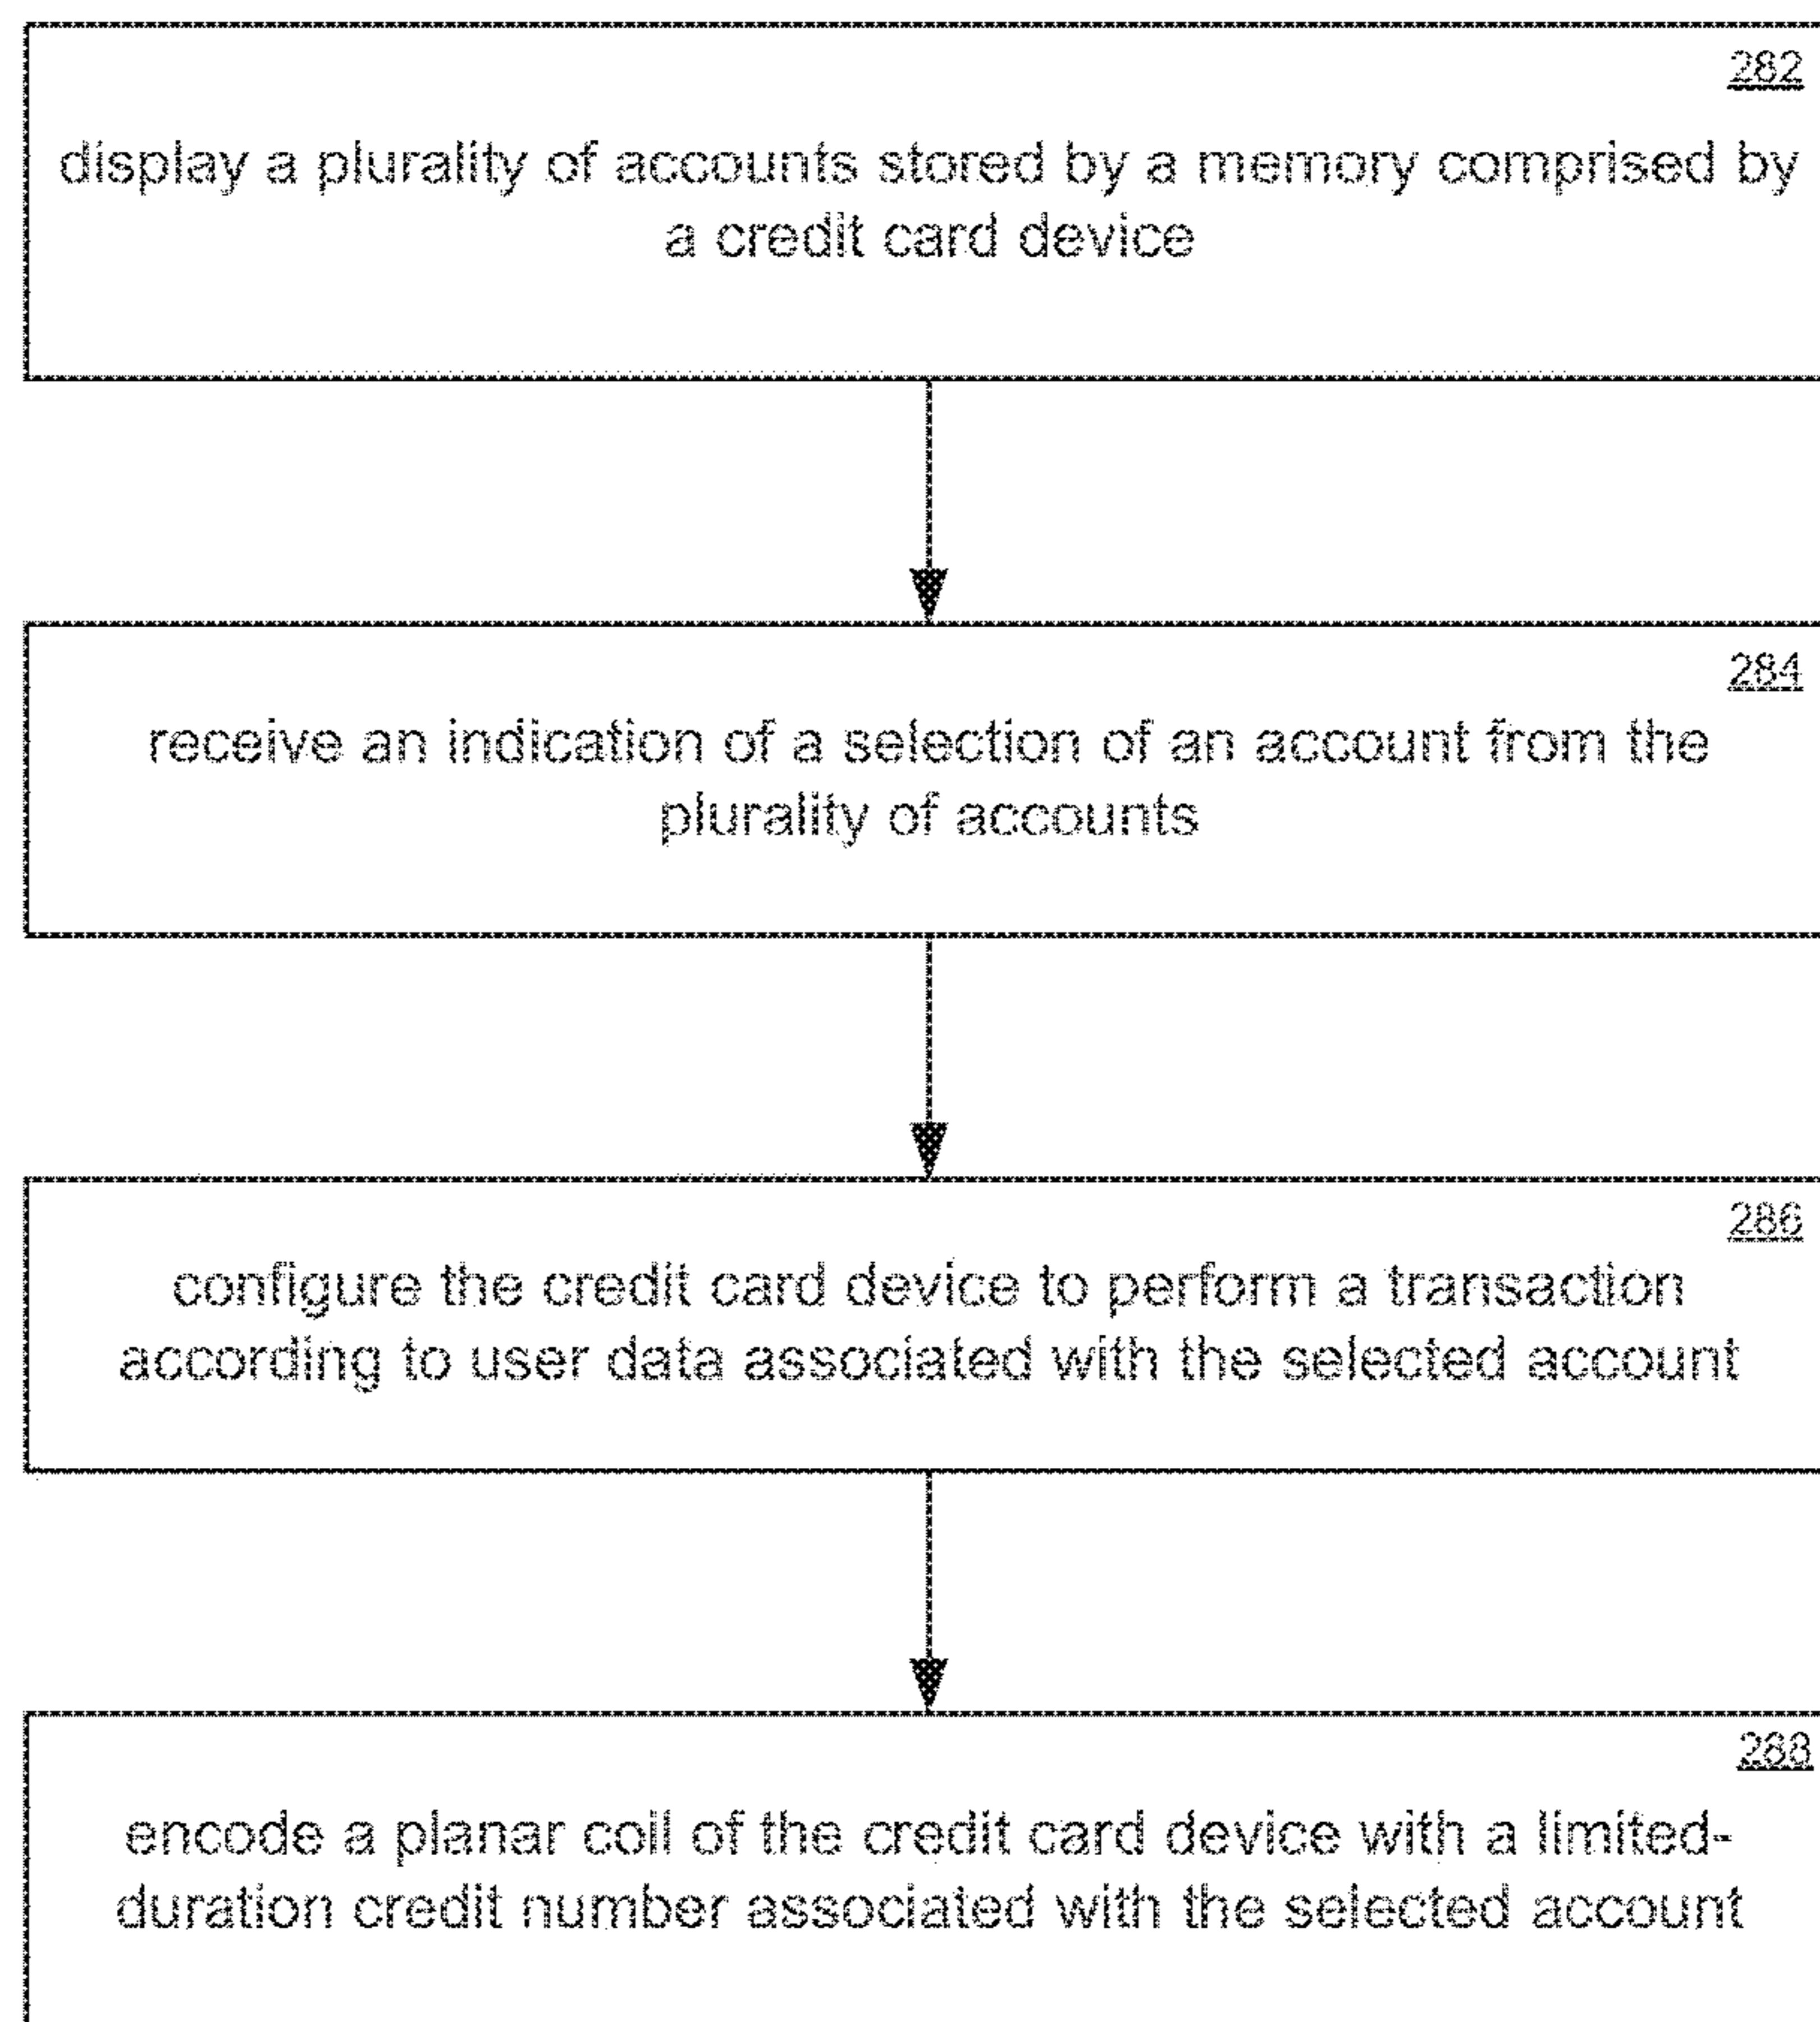 282
display a plurality of accounts stored by a memory comprised by
a credit card device
284
receive an indication of a selection of an account from the
plurality of accounts
286
configure the credit card device to perform a transaction
according to user data associated with the selected account
288
encode a planar coil of the credit card device with a limited-
duration credit number associated with the selected account